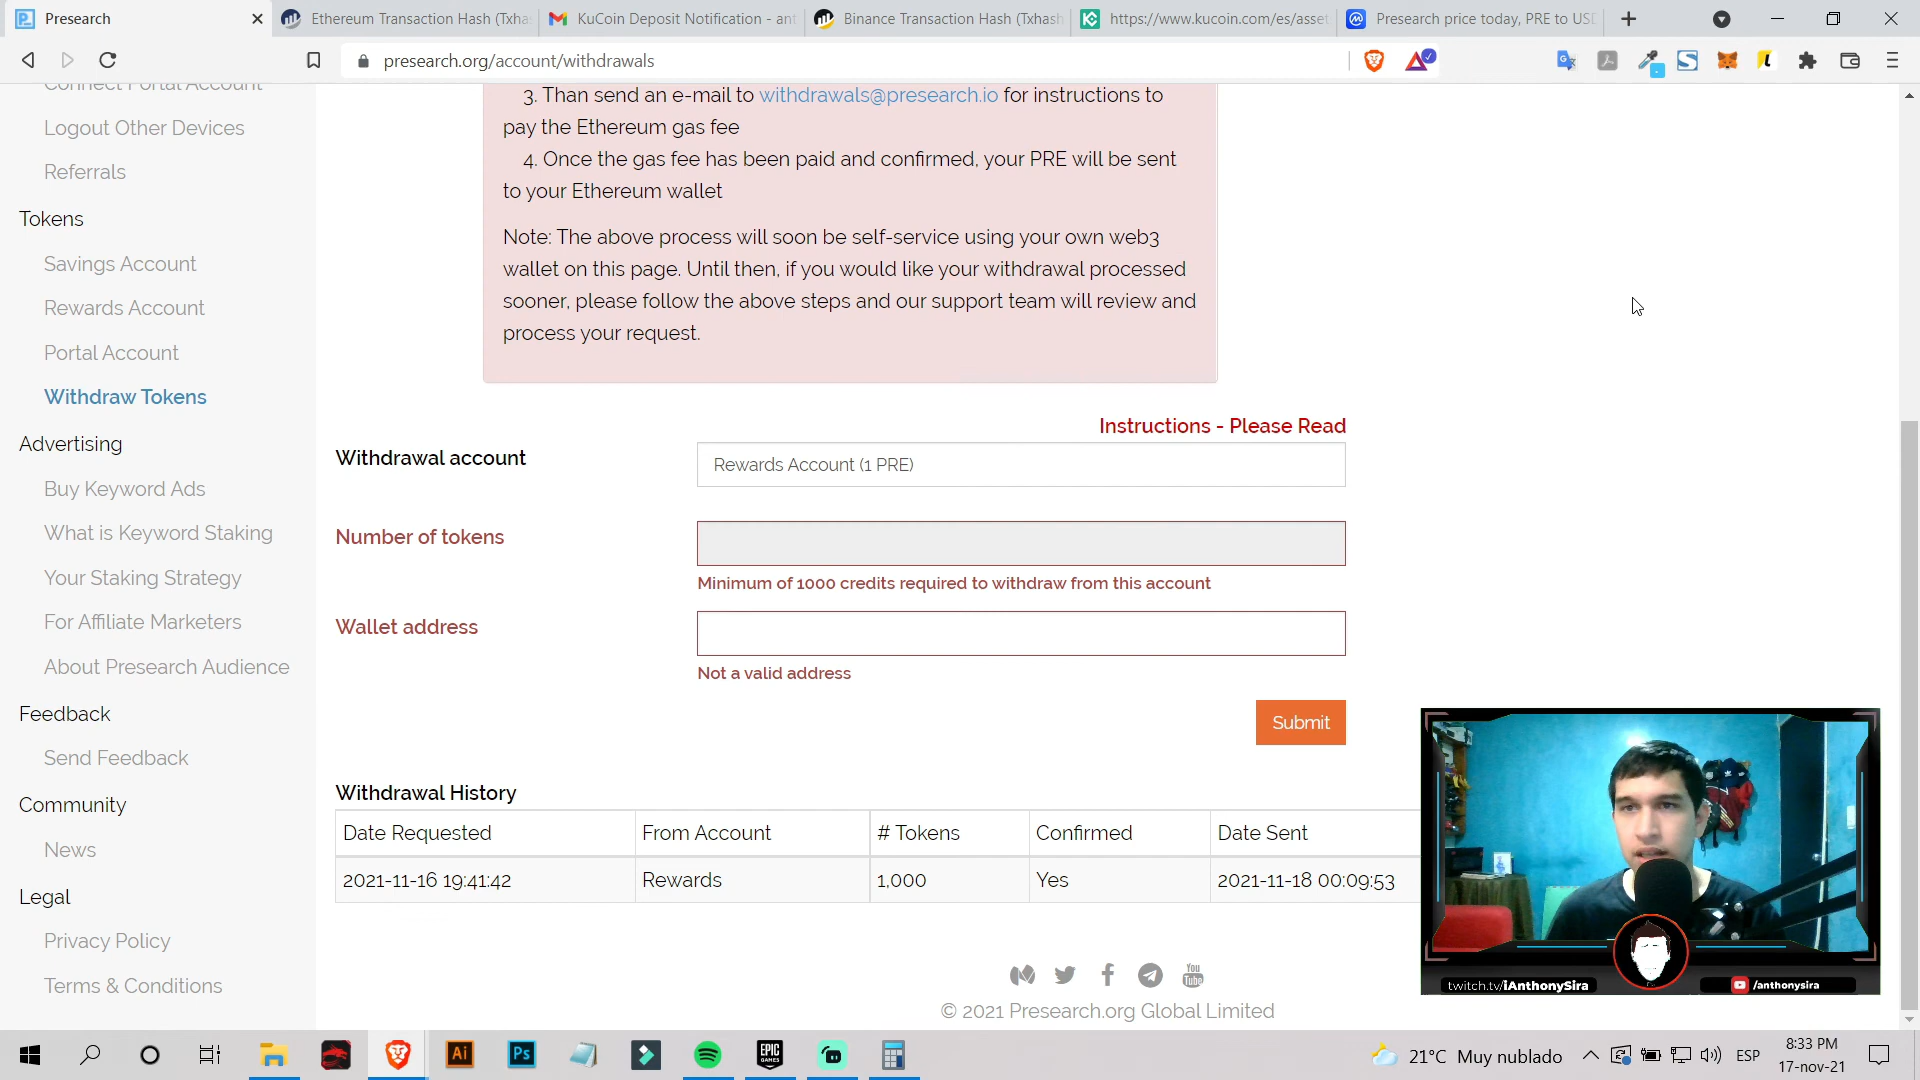 Presearch
Ethereum Transaction Hash (Txha
KuCoin Deposit Notification - ant
Binance Transaction Hash (Txhash
https://www.kucoin.com/es/asset
Presearch price today, PRE to USD
presearch.org/account/withdrawals
Connect Portal Account
Logout Other Devices
Referrals
Tokens
Savings Account
Rewards Account
Portal Account
Withdraw Tokens
Advertising
Buy Keyword Ads
What is Keyword Staking
Your Staking Strategy
For Affiliate Marketers
About Presearch Audience
Feedback
Send Feedback
Community
News
Legal
Privacy Policy
Terms & Conditions
3. Than send an e-mail to withdrawals@presearch.io for instructions to
pay the Ethereum gas fee
4. Once the gas fee has been paid and confirmed, your PRE will be sent
to your Ethereum wallet
Note: The above process will soon be self-service using your own web3
wallet on this page. Until then, if you would like your withdrawal processed
sooner, please follow the above steps and our support team will review and
process your request.
Instructions - Please Read
Withdrawal account
Rewards Account (1 PRE)
Number of tokens
Minimum of 1000 credits required to withdraw from this account
Wallet address
Not a valid address
Submit
Withdrawal History
Date Requested From Account # Tokens Confirmed Date Sent
2021-11-16 19:41:42 Rewards 1,000 Yes 2021-11-18 00:09:53
You
Tube
© 2021 Presearch.org Global Limited
twitch.tv/iAnthonySira
/anthonysira
Ai
Ps
EPIC
GAMES
21°C Muy nublado
ESP
8:33 PM
17-nov-21